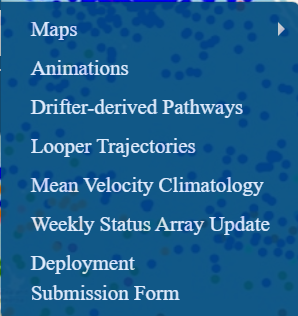 Maps
Animations
Drifter-derived Pathways
Looper Trajectories
Mean Velocity Climatology
Weekly Status Array Update
Deployment
Submission Form